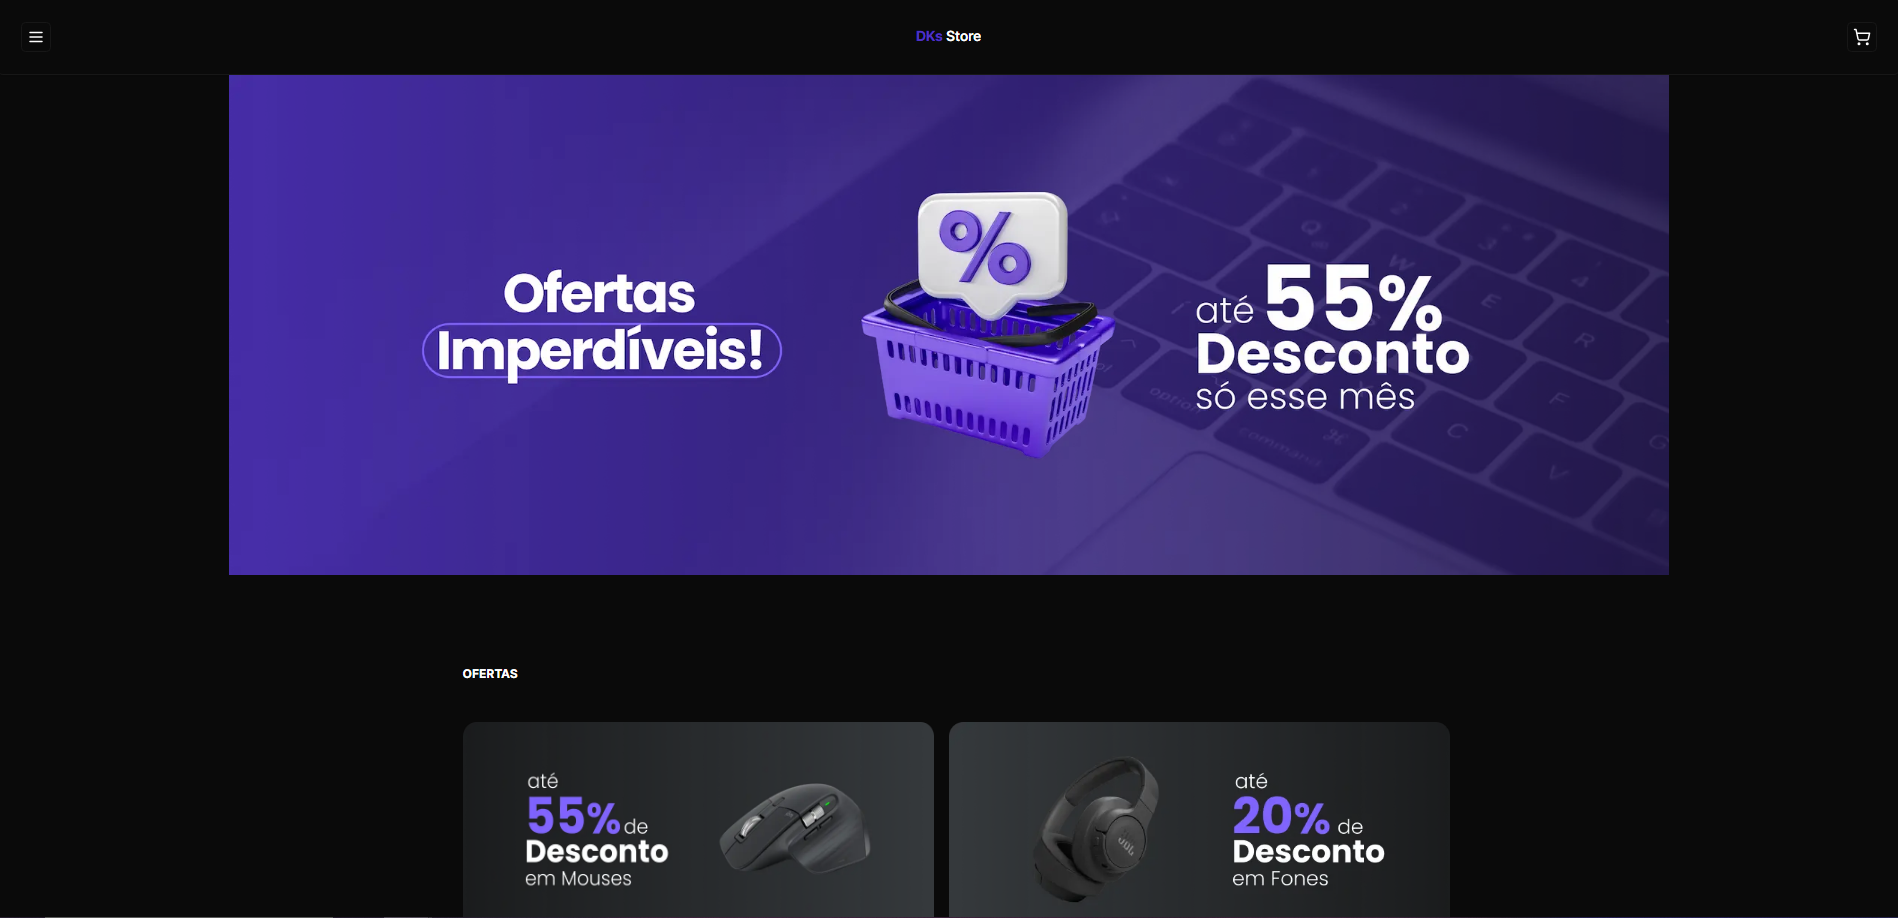 DKs Store
Ofertas
Imperdíveis!
%
até 55%
Desconto
só esse mês
OFERTAS
até
55% de
Desconto
em Mouses
JBL
até
20% de
Desconto
em Fones